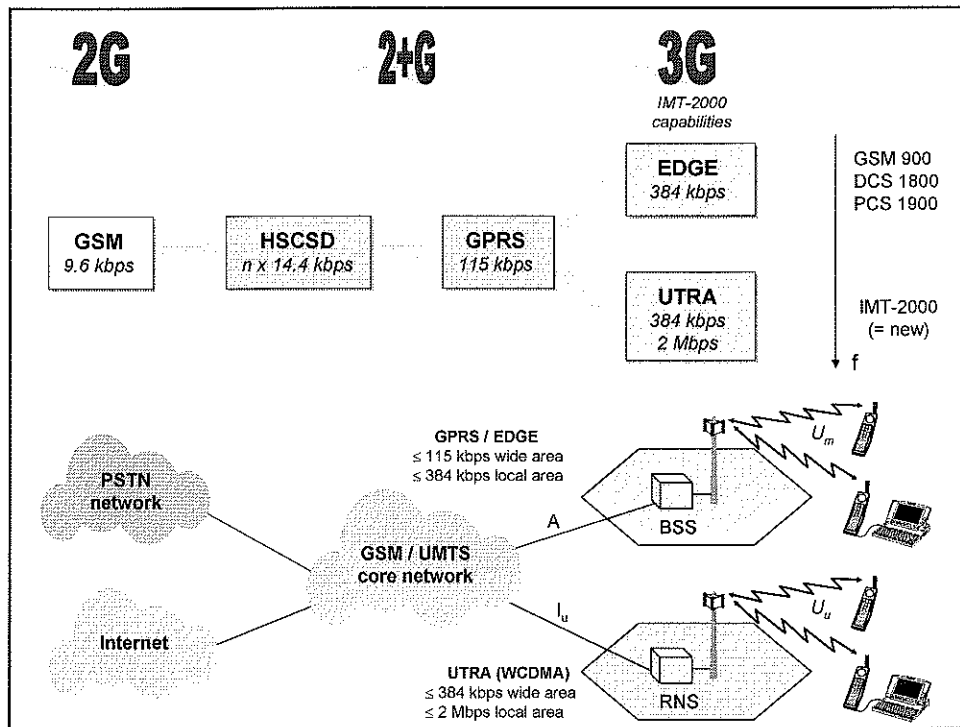 2G
2+G
3G
IMT-2000
capabilities
EDGE
384 kbps
GSM 900
DCS 1800
PCS 1900
GSM
9.6 kbps
HSCSD
n x 14.4 kbps
GPRS
115 kbps
UTRA
384 kbps
2 Mbps
IMT-2000
(= new)
f
GPRS / EDGE
≤ 115 kbps wide area
≤ 384 kbps local area
PSTN
network
GSM / UMTS
core network
Internet
A
BSS
U_m
I_u
UTRA (WCDMA)
≤ 384 kbps wide area
≤ 2 Mbps local area
RNS
U_u